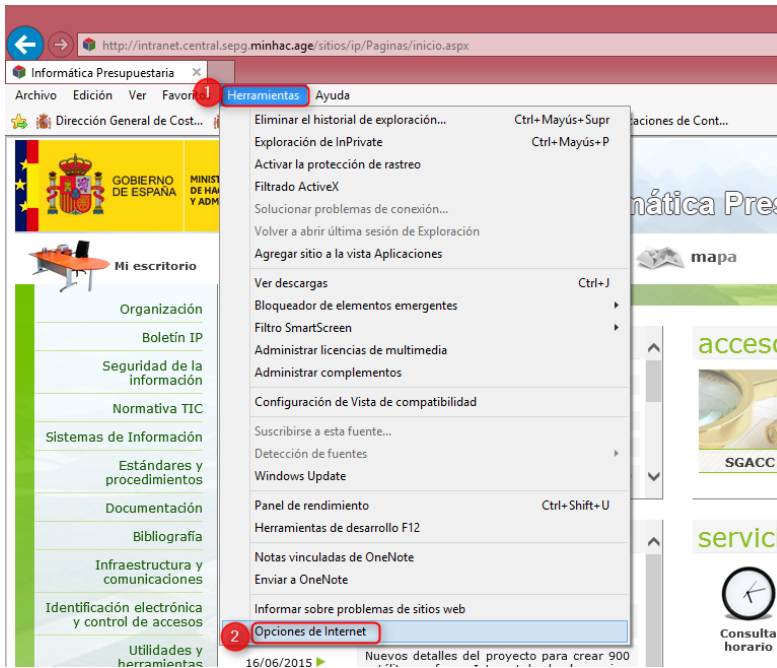 http://intranet.central.sepg.minhac.age/sitios/ip/Paginas/inicio.aspx
Informática Presupuestaria
Archivo Edición Ver 1 Herramientas Ayuda
Dirección General de Cost...
Eliminar el historial de exploración... Ctrl+Mayús+Supr
Exploración de InPrivate Ctrl+Mayús+P
Activar la protección de rastreo
Filtrado ActiveX
Solucionar problemas de conexión...
Volver a abrir última sesión de Exploración
Agregar sitio a la vista Aplicaciones
Ver descargas Ctrl+J
Bloqueador de elementos emergentes
Filtro SmartScreen
Administrar licencias de multimedia
Administrar complementos
Configuración de Vista de compatibilidad
Suscribirse a esta fuente...
Detección de fuentes
Windows Update
Panel de rendimiento Ctrl+Shift+U
Herramientas de desarrollo F12
Notas vinculadas de OneNote
Enviar a OneNote
Informar sobre problemas de sitios web
2 Opciones de Internet
GOBIERNO
DE ESPAÑA
MINIST
DE HA
Y ADM
Mi escritorio
Organización
Boletín IP
Seguridad de la
información
Normativa TIC
Sistemas de Información
Estándares y
procedimientos
Documentación
Bibliografía
Infraestructura y
comunicaciones
Identificación electrónica
y control de accesos
Utilidades y
herramientas
aciones de Cont...
mática Pres
mapa
acceso
SGACC
servici
Consulta
horario
16/06/2015
Nuevos detalles del proyecto para crear 900